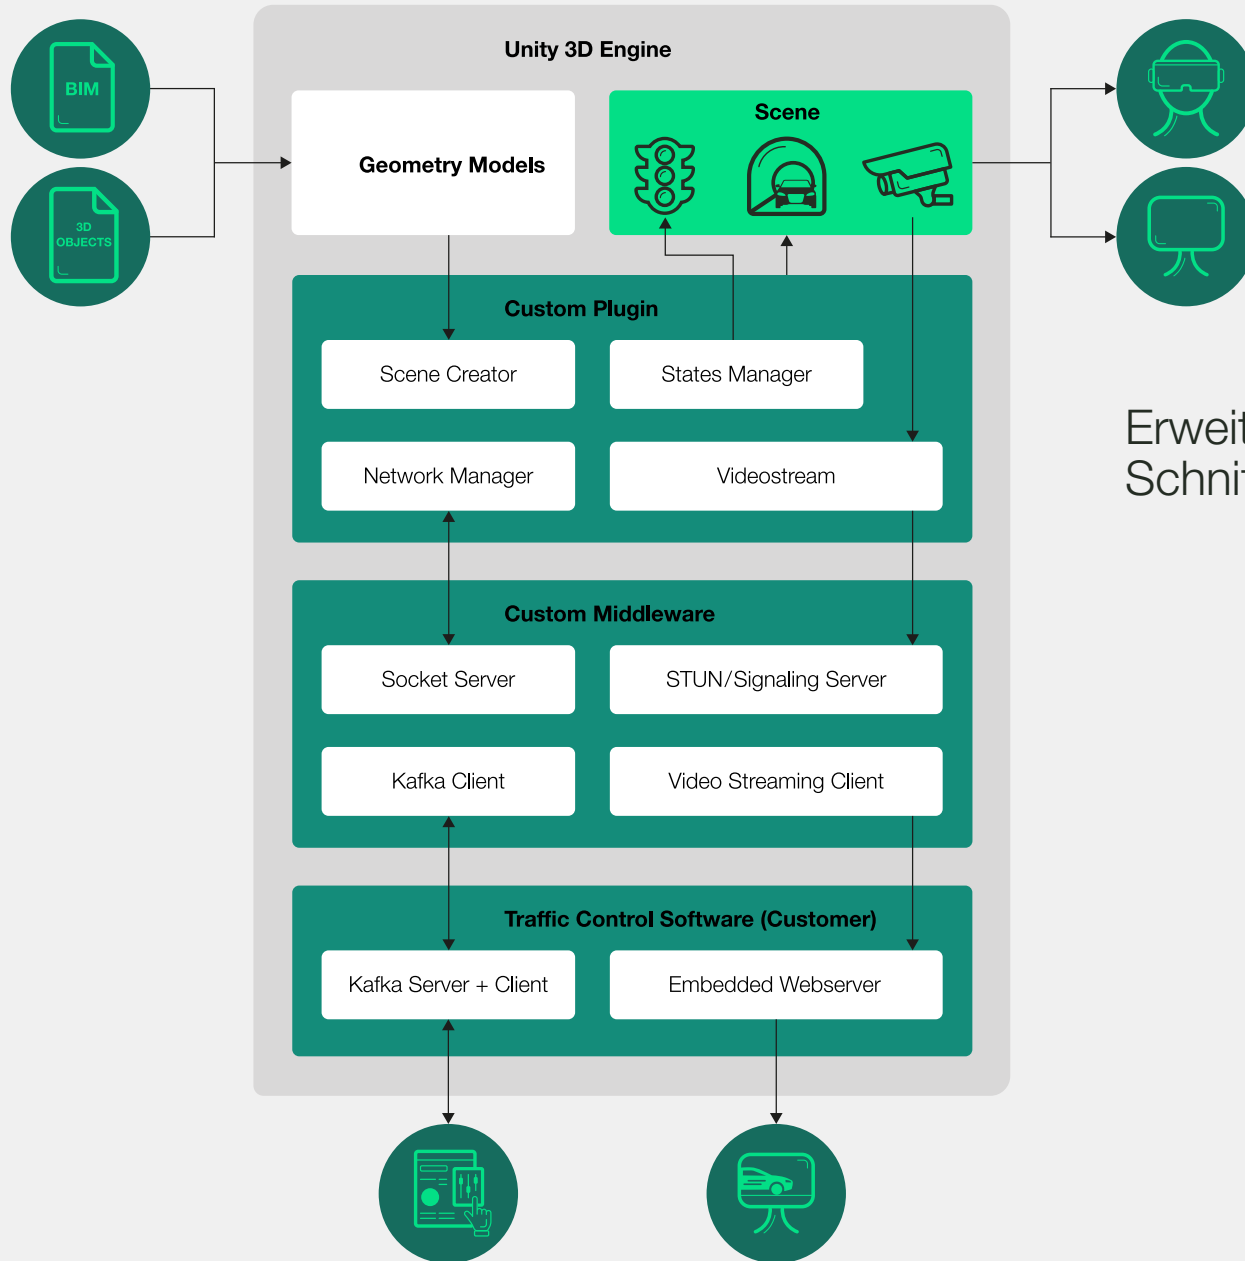 Unity 3D Engine
BIM
3D
OBJECTS
Geometry Models
Scene
Custom Plugin
Scene Creator
States Manager
Network Manager
Videostream
Custom Middleware
Socket Server
STUN/Signaling Server
Kafka Client
Video Streaming Client
Traffic Control Software (Customer)
Kafka Server + Client
Embedded Webserver